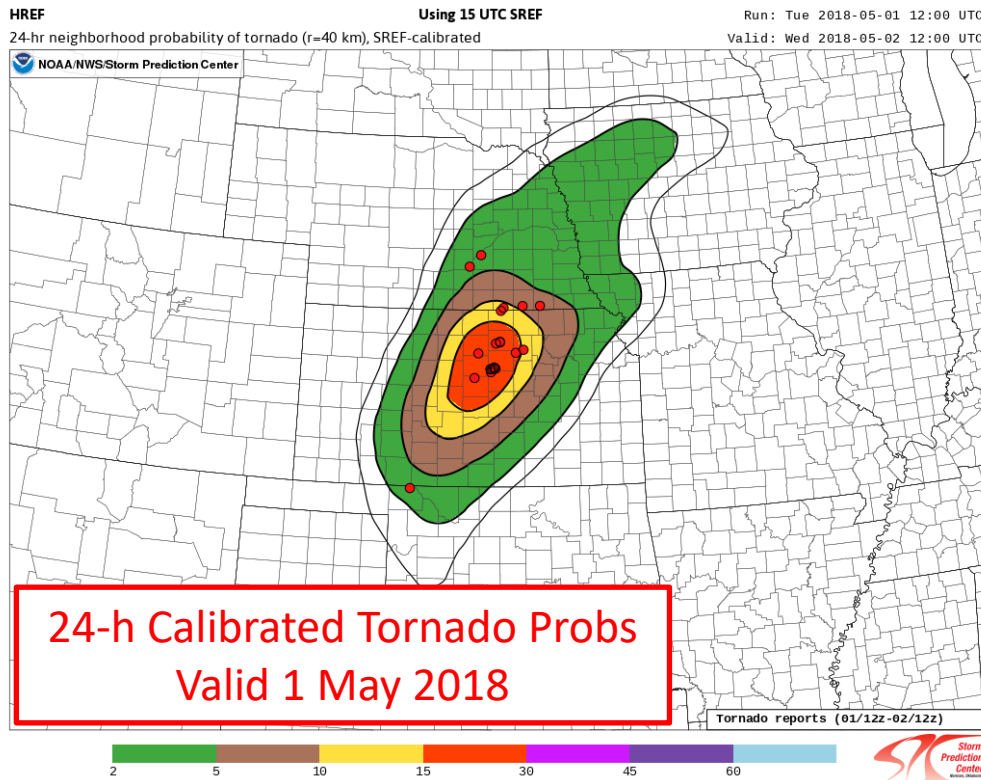 HREF
Using 15 UTC SREF
Run: Tue 2018-05-01 12:00 UTC
24-hr neighborhood probability of tornado (r=40 km), SREF-calibrated
Valid: Wed 2018-05-02 12:00 UTC
NOAA/NWS/Storm Prediction Center
24-h Calibrated Tornado Probs
Valid 1 May 2018
Tornado reports (01/12z-02/12z)
2 5 10 15 30 45 60
Storm
Prediction
Center
Norman, Oklahoma